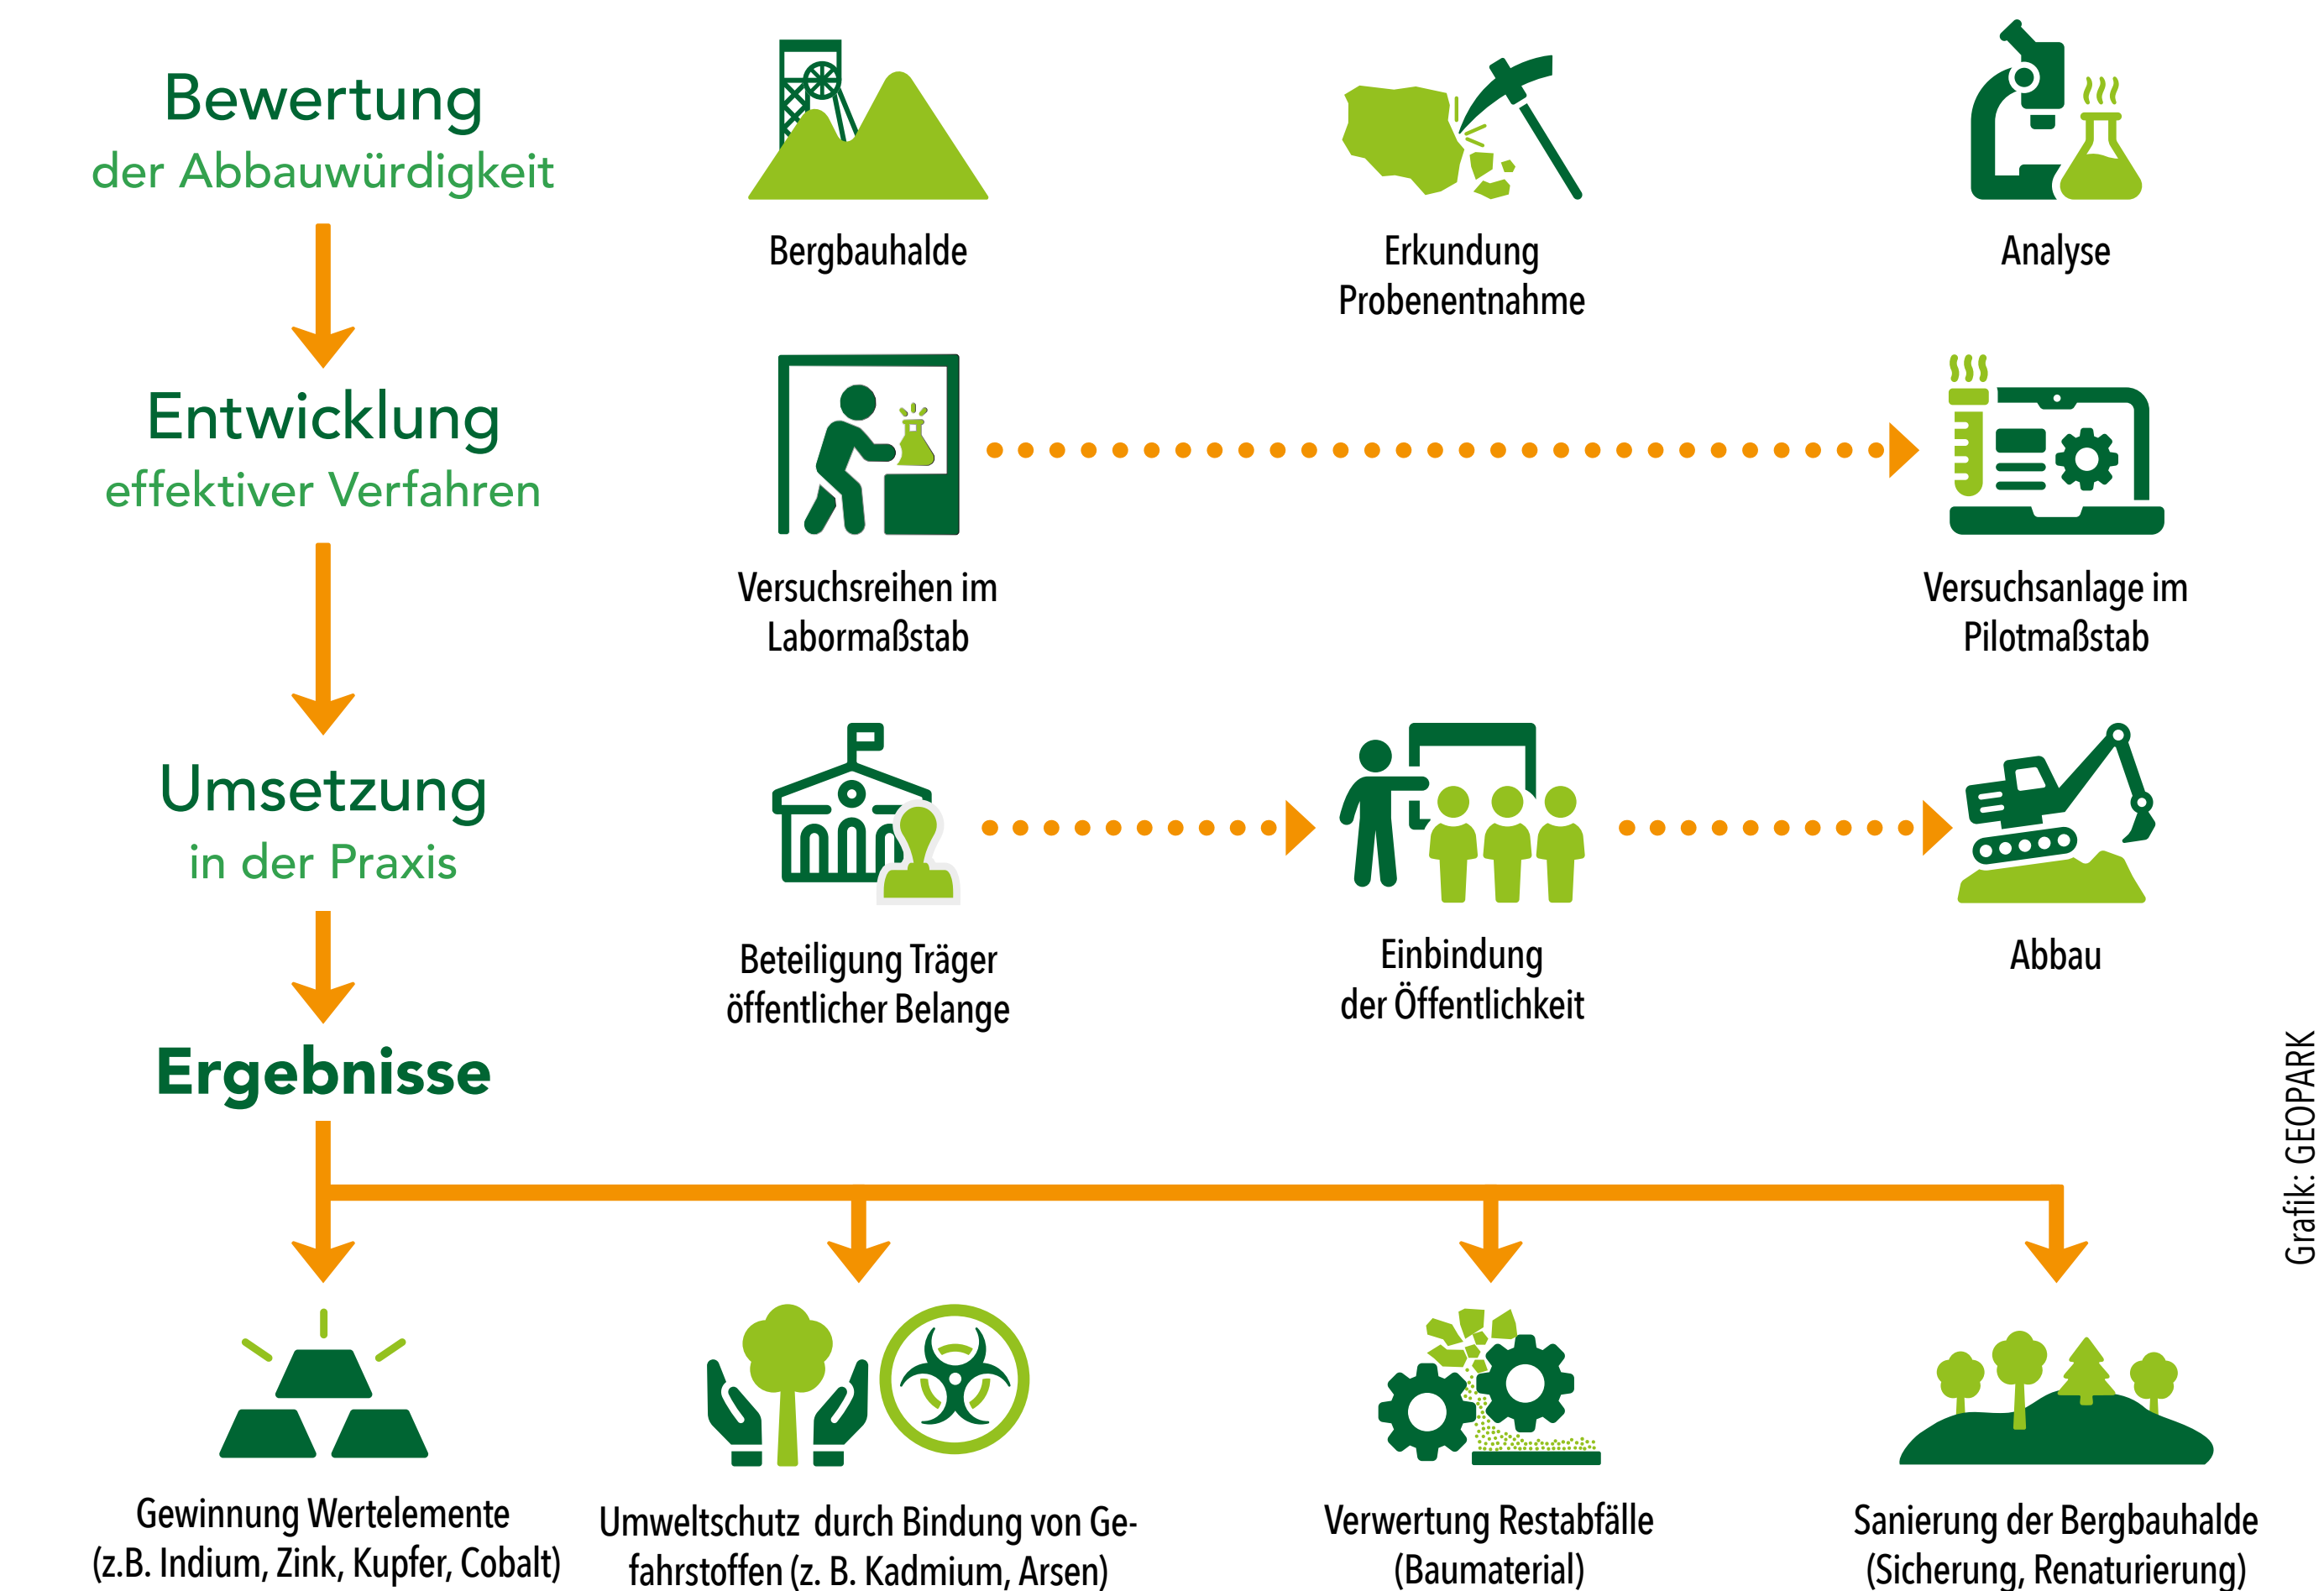 Bewertung
der Abbauwürdigkeit
Bergbauhalde
Erkundung
Probenentnahme
Analyse
Entwicklung
effektiver Verfahren
Versuchsreihen im
Labormaßstab
Versuchsanlage im
Pilotmaßstab
Umsetzung
in der Praxis
Beteiligung Träger
öffentlicher Belange
Einbindung
der Öffentlichkeit
Abbau
Ergebnisse
Gewinnung Wertelemente
(z.B. Indium, Zink, Kupfer, Cobalt)
Umweltschutz durch Bindung von Ge-
fahrstoffen (z. B. Kadmium, Arsen)
Verwertung Restabfälle
(Baumaterial)
Sanierung der Bergbauhalde
(Sicherung, Renaturierung)
Grafik: GEOPARK